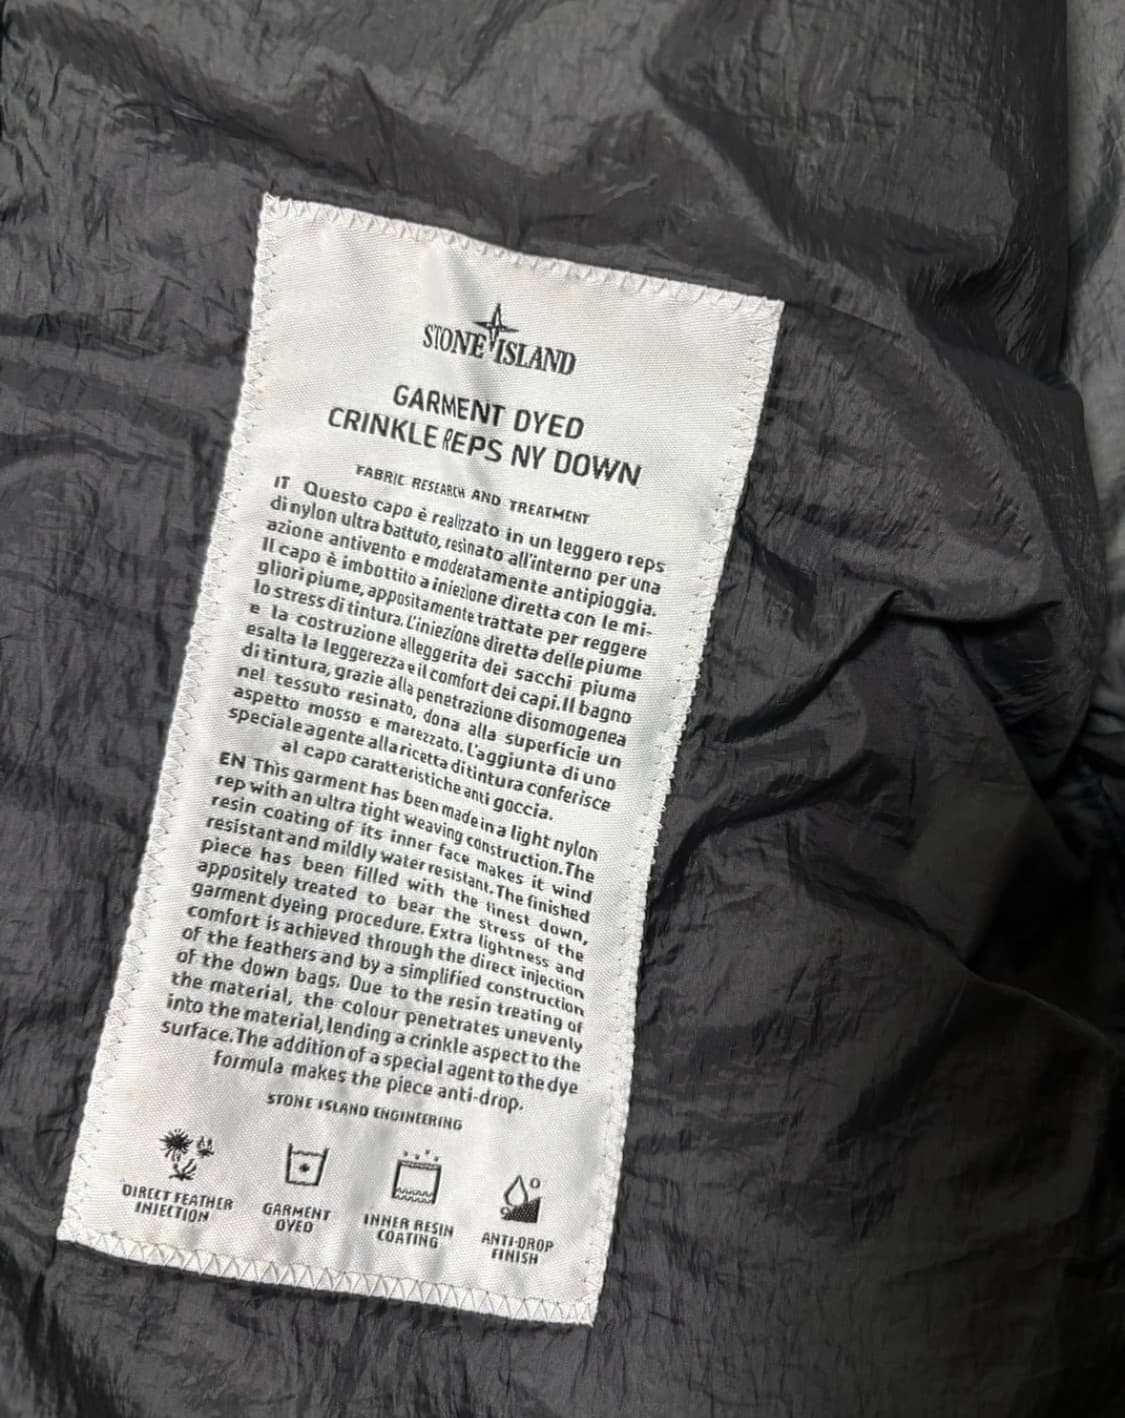 STONE ISLAND
GARMENT DYED
CRINKLE REPS NY DOWN
FABRIC RESEARCH AND TREATMENT
IT Questo capo è realizzato in un leggero reps
di nylon ultra battuto, resinato all'interno per una
azione antivento e moderatamente antipioggia.
Il capo è imbottito a iniezione diretta con le mi-
gliori piume, appositamente trattate per reggere
lo stress di tintura. L'iniezione diretta delle piume
e la costruzione alleggerita dei sacchi piuma
esalta la leggerezza e il comfort dei capi. Il bagno
di tintura, grazie alla penetrazione disomogenea
nel tessuto resinato, dona alla superficie un
aspetto mosso e marezzato. L'aggiunta di uno
speciale agente alla ricetta di tintura conferisce
al capo caratteristiche anti goccia.
EN This garment has been made in a light nylon
rep with an ultra tight weaving construction. The
resin coating of its inner face makes it wind
resistant and mildly water resistant. The finished
piece has been filled with the finest down,
appositely treated to bear the stress of the
garment dyeing procedure. Extra lightness and
comfort is achieved through the direct injection
of the feathers and by a simplified construction
of the down bags. Due to the resin treating of
the material, the colour penetrates unevenly
into the material, lending a crinkle aspect to the
surface. The addition of a special agent to the dye
formula makes the piece anti-drop.
STONE ISLAND ENGINEERING
DIRECT FEATHER
INJECTION
GARMENT
DYED
INNER RESIN
COATING
ANTI-DROP
FINISH